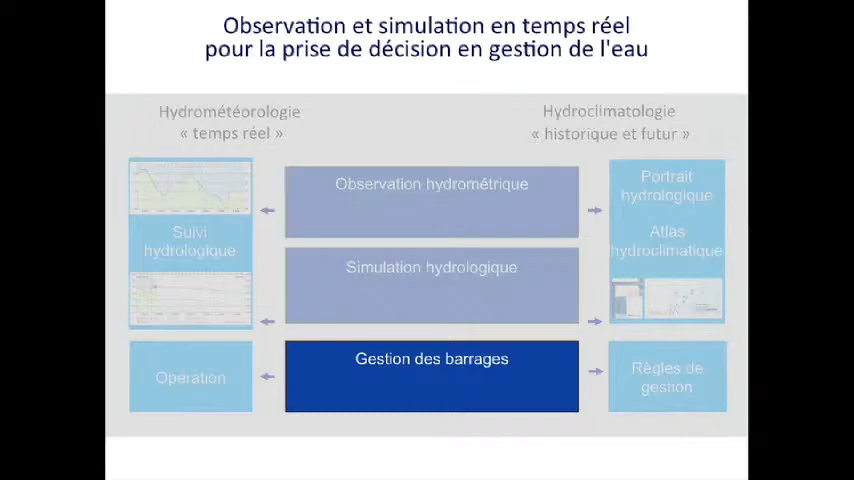 Observation et simulation en temps réel
pour la prise de décision en gestion de l'eau
Hydrométéorologie
« temps réel »
Hydroclimatologie
« historique et futur »
Observation hydrométrique
Portrait
hydrologique
Suivi
hydrologique
Atlas
hydroclimatique
Simulation hydrologique
Gestion des barrages
Opération
Règles de
gestion